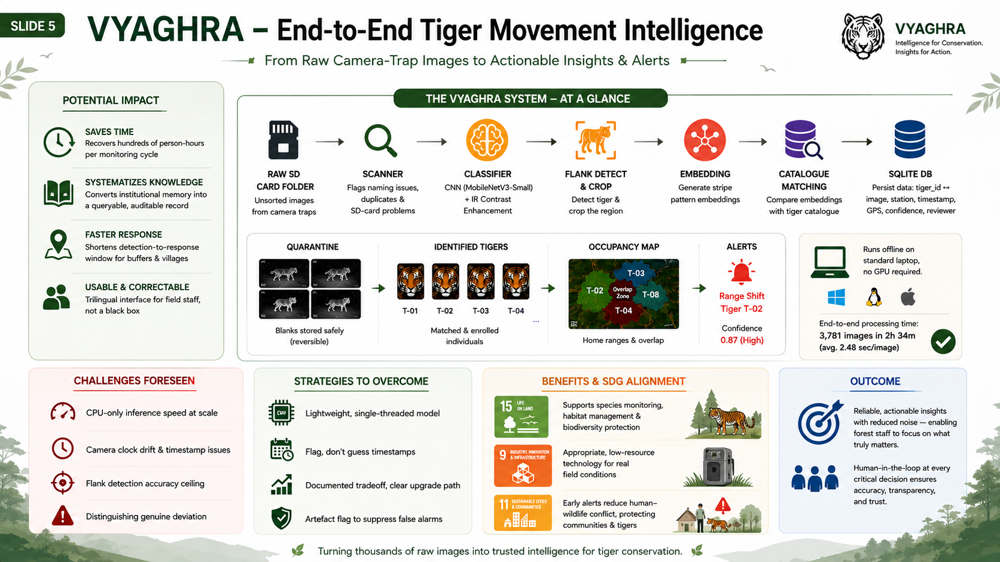 SLIDE 5
VYAGHRA – End-to-End Tiger Movement Intelligence
From Raw Camera-Trap Images to Actionable Insights & Alerts
VYAGHRA
Intelligence for Conservation.
Insights for Action.
POTENTIAL IMPACT
SAVES TIME
Recovers hundreds of person-hours
per monitoring cycle
SYSTEMATIZES KNOWLEDGE
Converts institutional memory into
a queryable, auditable record
FASTER RESPONSE
Shortens detection-to-response
window for buffers & villages
USABLE & CORRECTABLE
Trilingual interface for field staff,
not a black box
THE VYAGHRA SYSTEM – AT A GLANCE
RAW SD
CARD FOLDER
Unsorted images
from camera traps
SCANNER
Flags naming issues,
duplicates &
SD-card problems
CLASSIFIER
CNN (MobileNetV3-Small)
+ IR Contrast
Enhancement
FLANK DETECT
& CROP
Detect tiger &
crop the region
EMBEDDING
Generate stripe
pattern embeddings
CATALOGUE
MATCHING
Compare embeddings
with tiger catalogue
SQLITE DB
Persist data: tiger_id ↔
image, station, timestamp,
GPS, confidence, reviewer
QUARANTINE
Blanks stored safely
(reversible)
IDENTIFIED TIGERS
T-01 T-02 T-03 T-04
...
Matched & enrolled
individuals
OCCUPANCY MAP
T-03
T-02
Overlap
Zone
T-08
T-04
Home ranges & overlap
ALERTS
Range Shift
Tiger T-02
Confidence
0.87 (High)
Runs offline on
standard laptop,
no GPU required.
End-to-end processing time:
3,781 images in 2h 34m
(avg. 2.48 sec/image)
CHALLENGES FORESEEN
CPU-only inference speed at scale
Camera clock drift & timestamp issues
Flank detection accuracy ceiling
Distinguishing genuine deviation
STRATEGIES TO OVERCOME
CPU
Lightweight, single-threaded model
Flag, don't guess timestamps
Documented tradeoff, clear upgrade path
Artefact flag to suppress false alarms
BENEFITS & SDG ALIGNMENT
15 LIFE
ON LAND
Supports species monitoring,
habitat management &
biodiversity protection
9 INDUSTRY, INNOVATION
& INFRASTRUCTURE
Appropriate, low-resource
technology for real
field conditions
11 SUSTAINABLE CITIES
& COMMUNITIES
Early alerts reduce human–
wildlife conflict, protecting
communities & tigers
OUTCOME
Reliable, actionable insights
with reduced noise — enabling
forest staff to focus on what
truly matters.
Human-in-the-loop at every
critical decision ensures
accuracy, transparency,
and trust.
Turning thousands of raw images into trusted intelligence for tiger conservation.